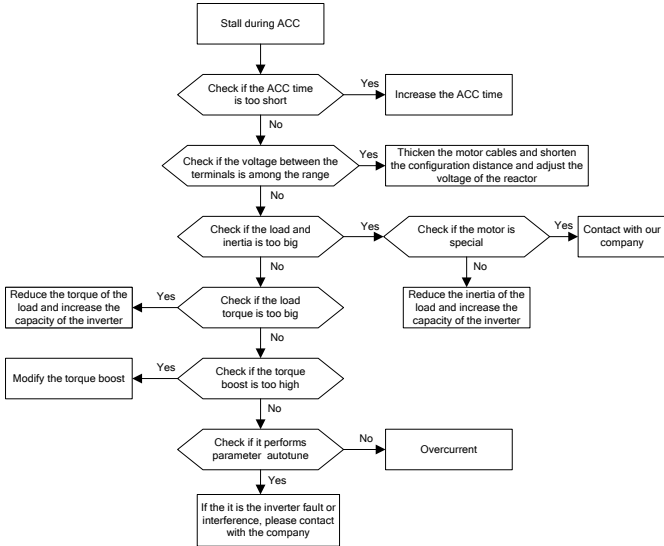 Stall during ACC
Check if the ACC time
is too short
Yes
Increase the ACC time
No
Check if the voltage between the
terminals is among the range
Yes
Thicken the motor cables and shorten
the configuration distance and adjust the
voltage of the reactor
No
Check if the load and
inertia is too big
Yes
Check if the motor is
special
Yes
Contact with our
company
No
No
Reduce the torque of the
load and increase the
capacity of the inverter
Yes
Check if the load
torque is too big
Reduce the inertia of the
load and increase the
capacity of the inverter
No
Modify the torque boost
Yes
Check if the torque
boost is too high
No
Check if it performs
parameter autotune
No
Overcurrent
Yes
If the it is the inverter fault or
interference, please contact
with the company